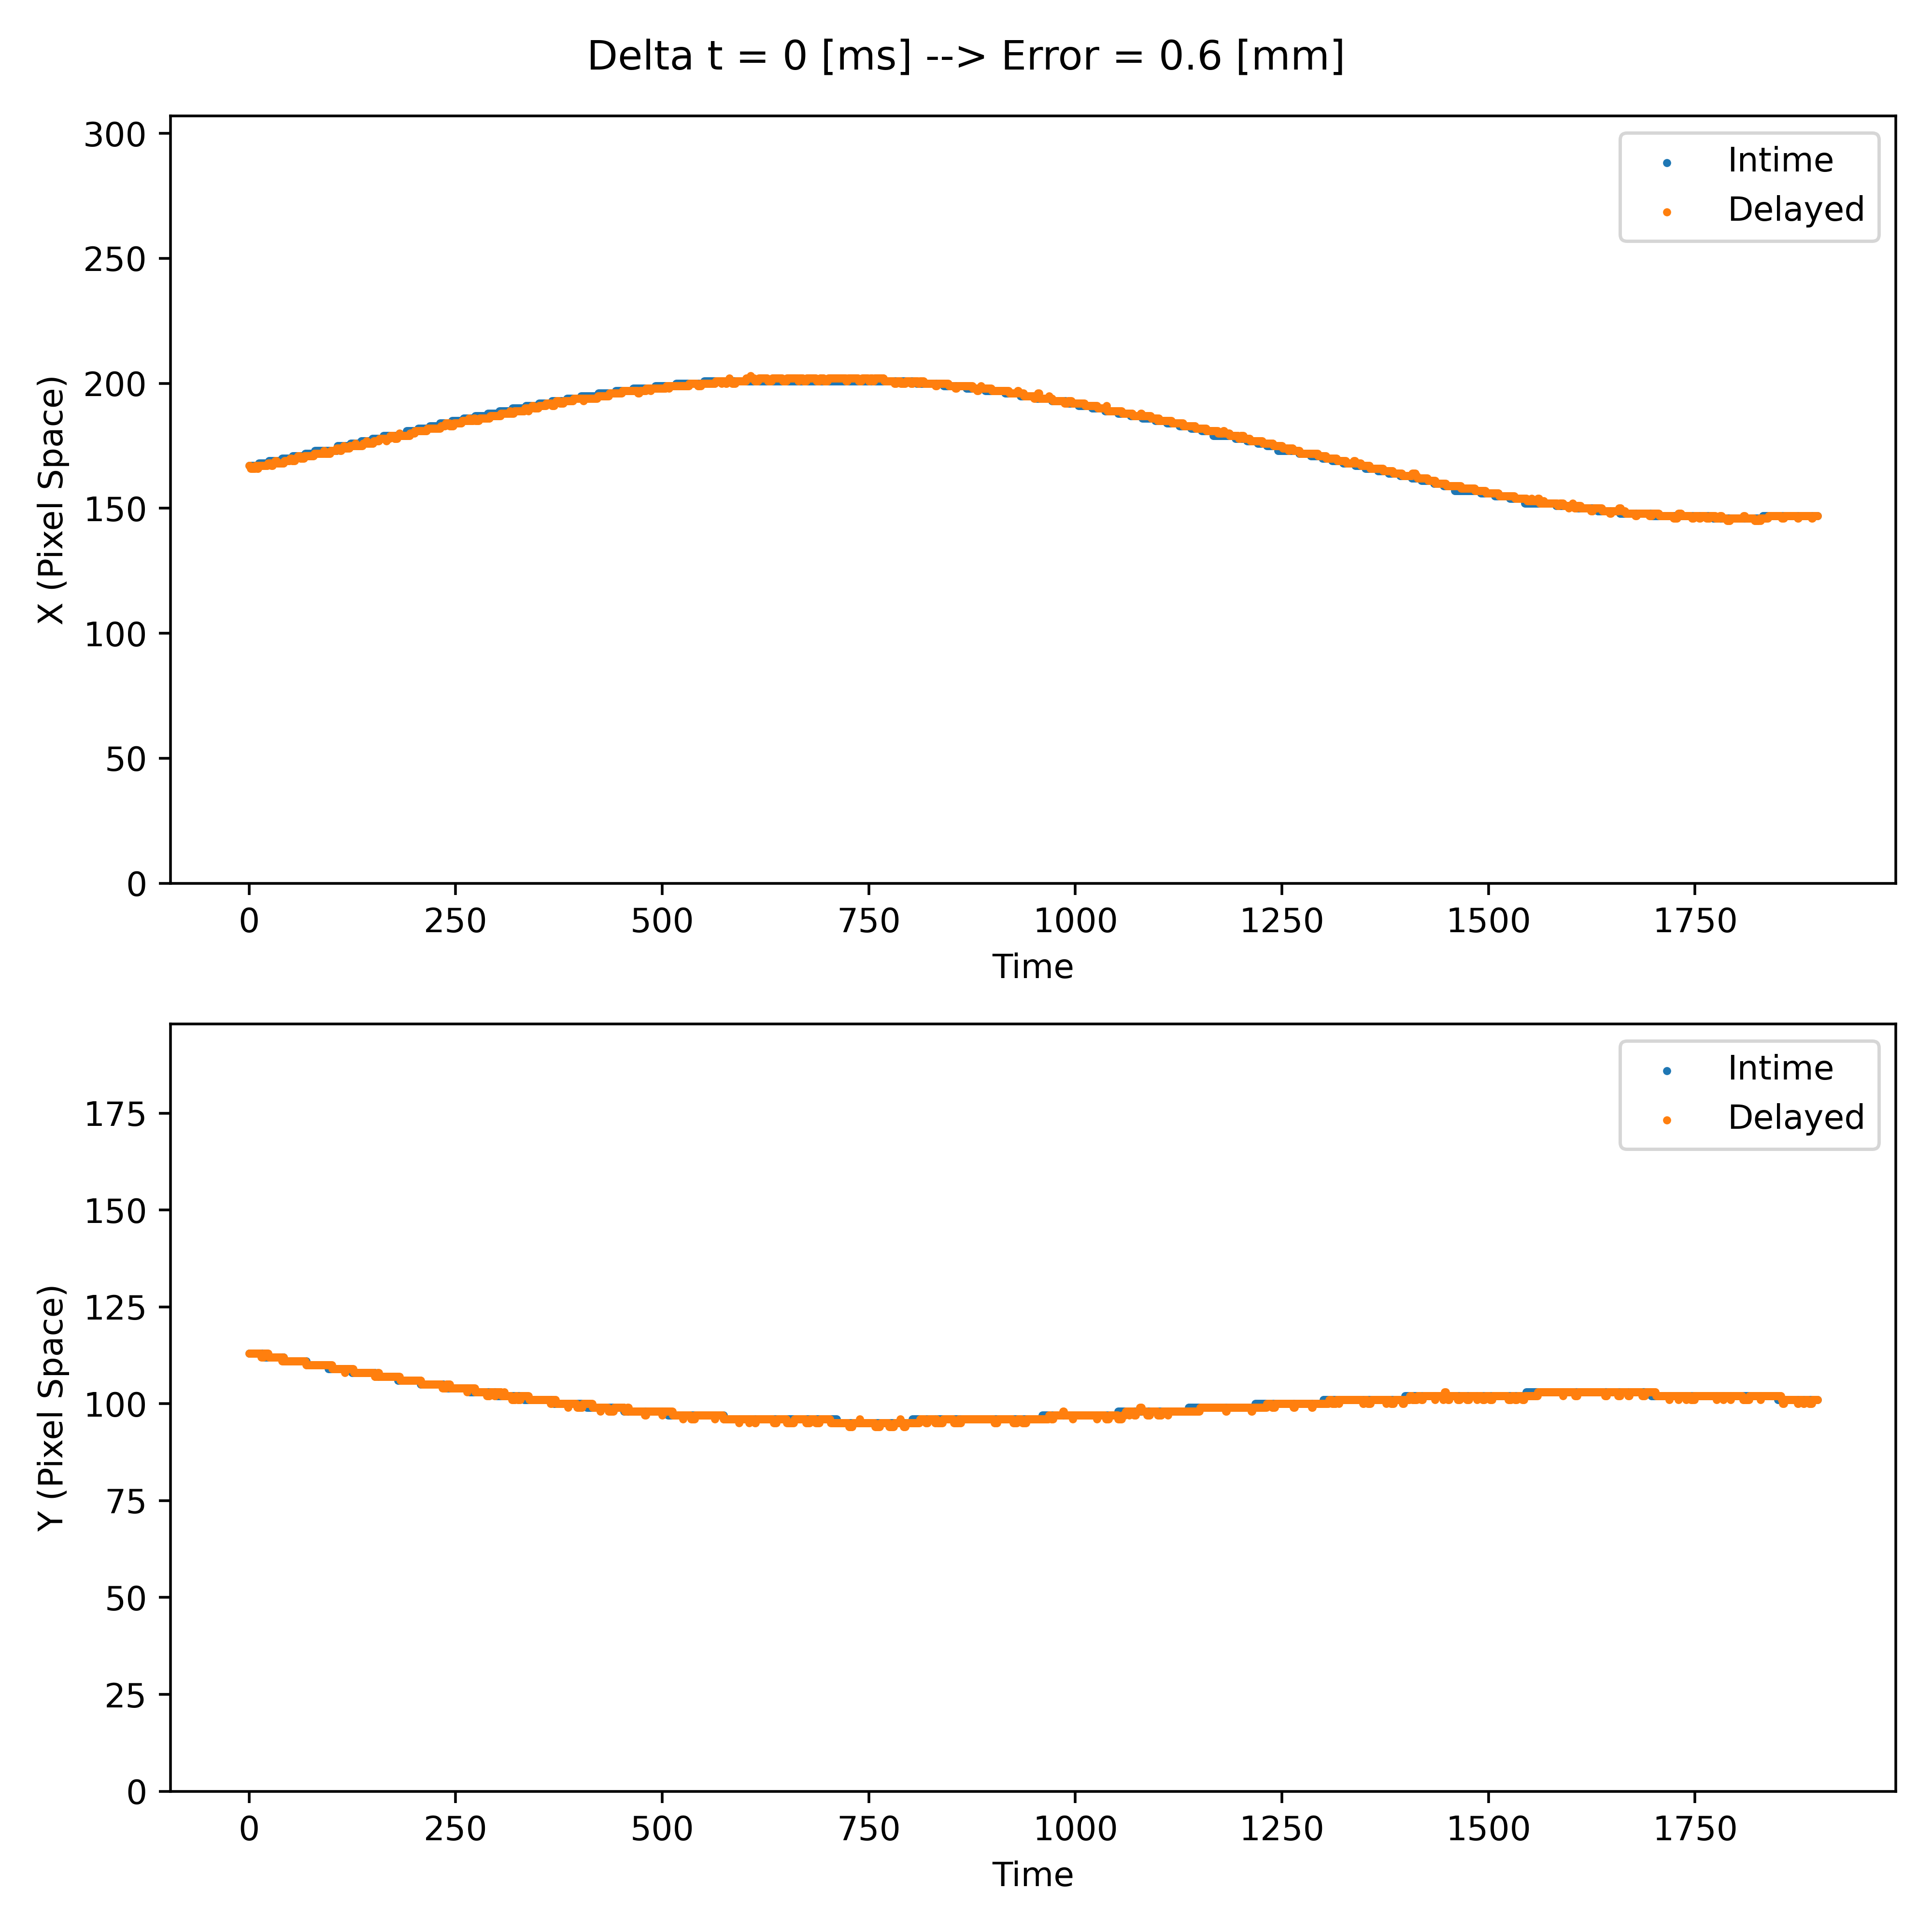 Delta t = 0 [ms] --> Error = 0.6 [mm]
300
250
200
150
100
50
0
X (Pixel Space)
Intime
Delayed
0 250 500 750 1000 1250 1500 1750
Time
175
150
125
100
75
50
25
0
Y (Pixel Space)
Intime
Delayed
0 250 500 750 1000 1250 1500 1750
Time